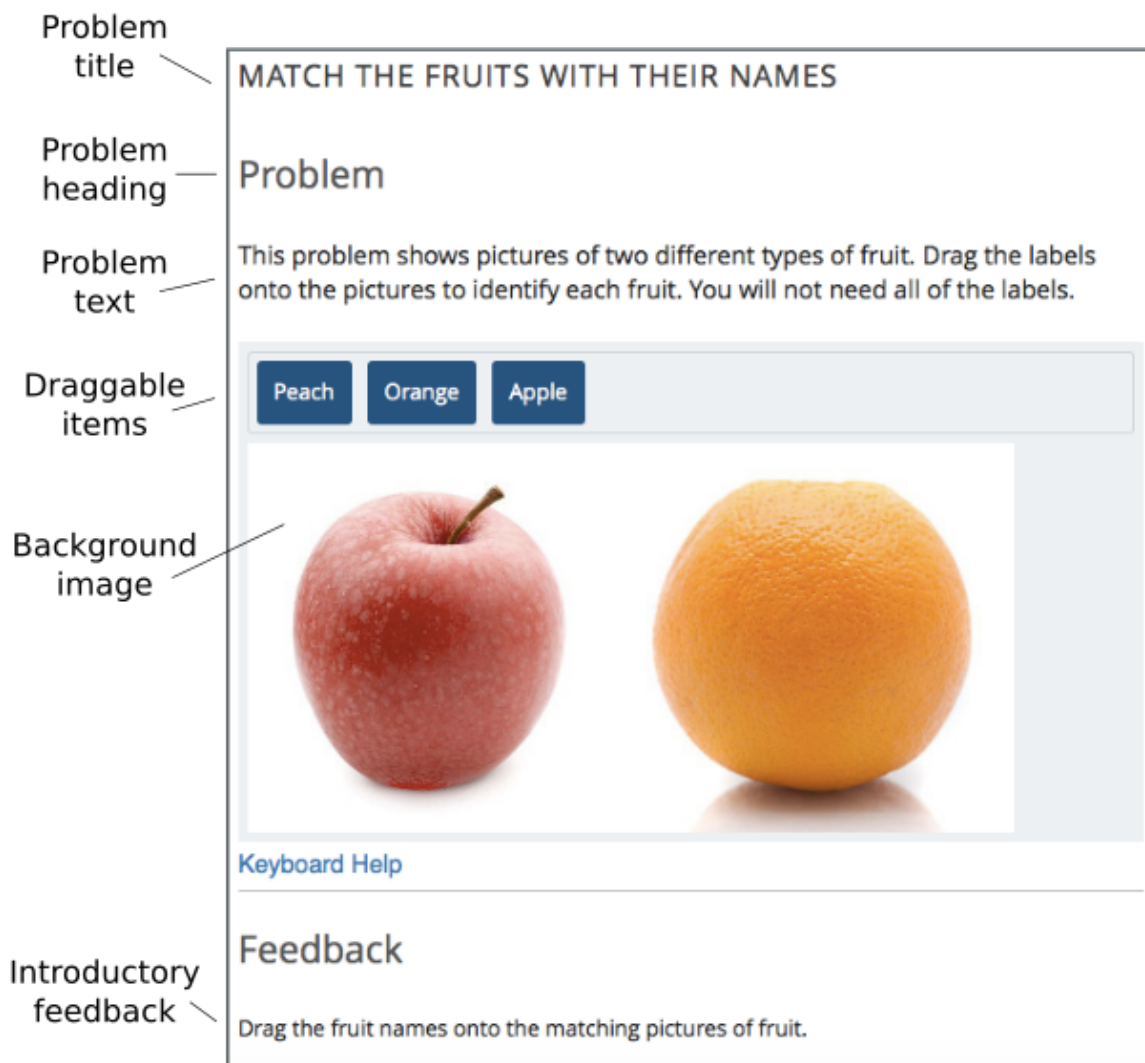 Problem
title
MATCH THE FRUITS WITH THEIR NAMES
Problem
heading
Problem
Problem
text
This problem shows pictures of two different types of fruit. Drag the labels
onto the pictures to identify each fruit. You will not need all of the labels.
Draggable
items
Peach Orange Apple
Background
image
Keyboard Help
Feedback
Introductory
feedback
Drag the fruit names onto the matching pictures of fruit.